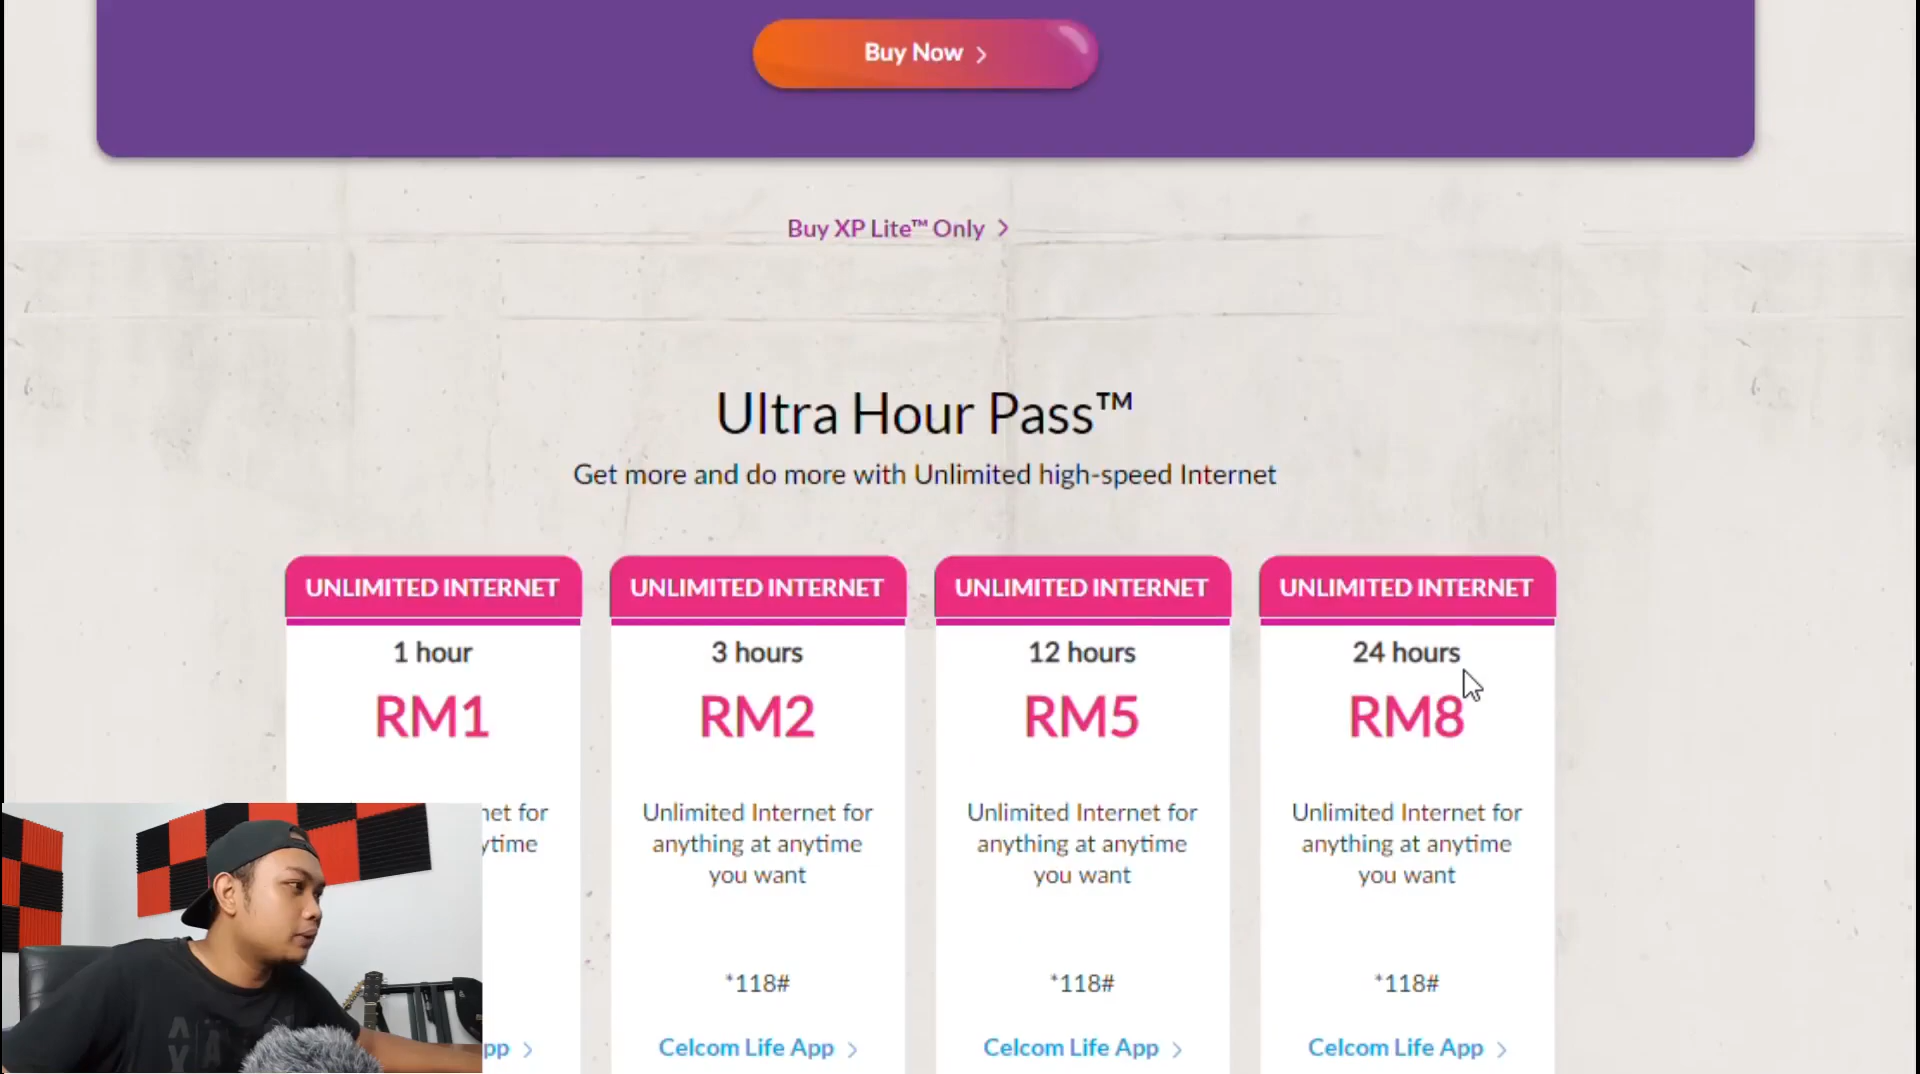 Buy Now
Buy XP Lite™ Only
Ultra Hour Pass™
Get more and do more with Unlimited high-speed Internet
UNLIMITED INTERNET
1 hour
RM1
net for
ytime
pp
UNLIMITED INTERNET
3 hours
RM2
Unlimited Internet for
anything at anytime
you want
*118#
Celcom Life App
UNLIMITED INTERNET
12 hours
RM5
Unlimited Internet for
anything at anytime
you want
*118#
Celcom Life App
UNLIMITED INTERNET
24 hours
RM8
Unlimited Internet for
anything at anytime
you want
*118#
Celcom Life App